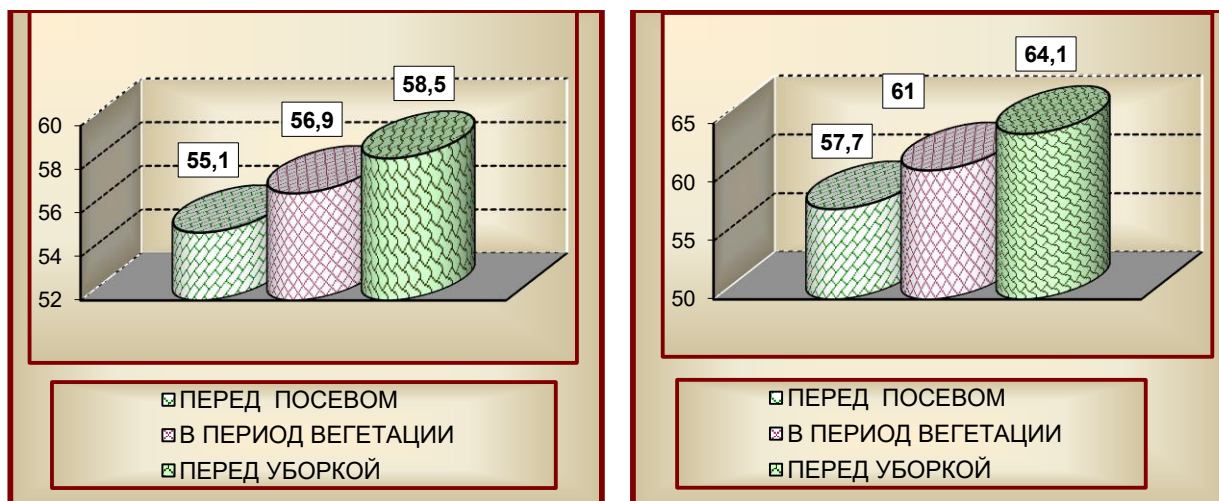 58,5
56,9
55,1
60
58
56
54
52
ПЕРЕД ПОСЕВОМ
В ПЕРИОД ВЕГЕТАЦИИ
ПЕРЕД УБОРКОЙ
64,1
61
57,7
65
60
55
50
ПЕРЕД ПОСЕВОМ
В ПЕРИОД ВЕГЕТАЦИИ
ПЕРЕД УБОРКОЙ